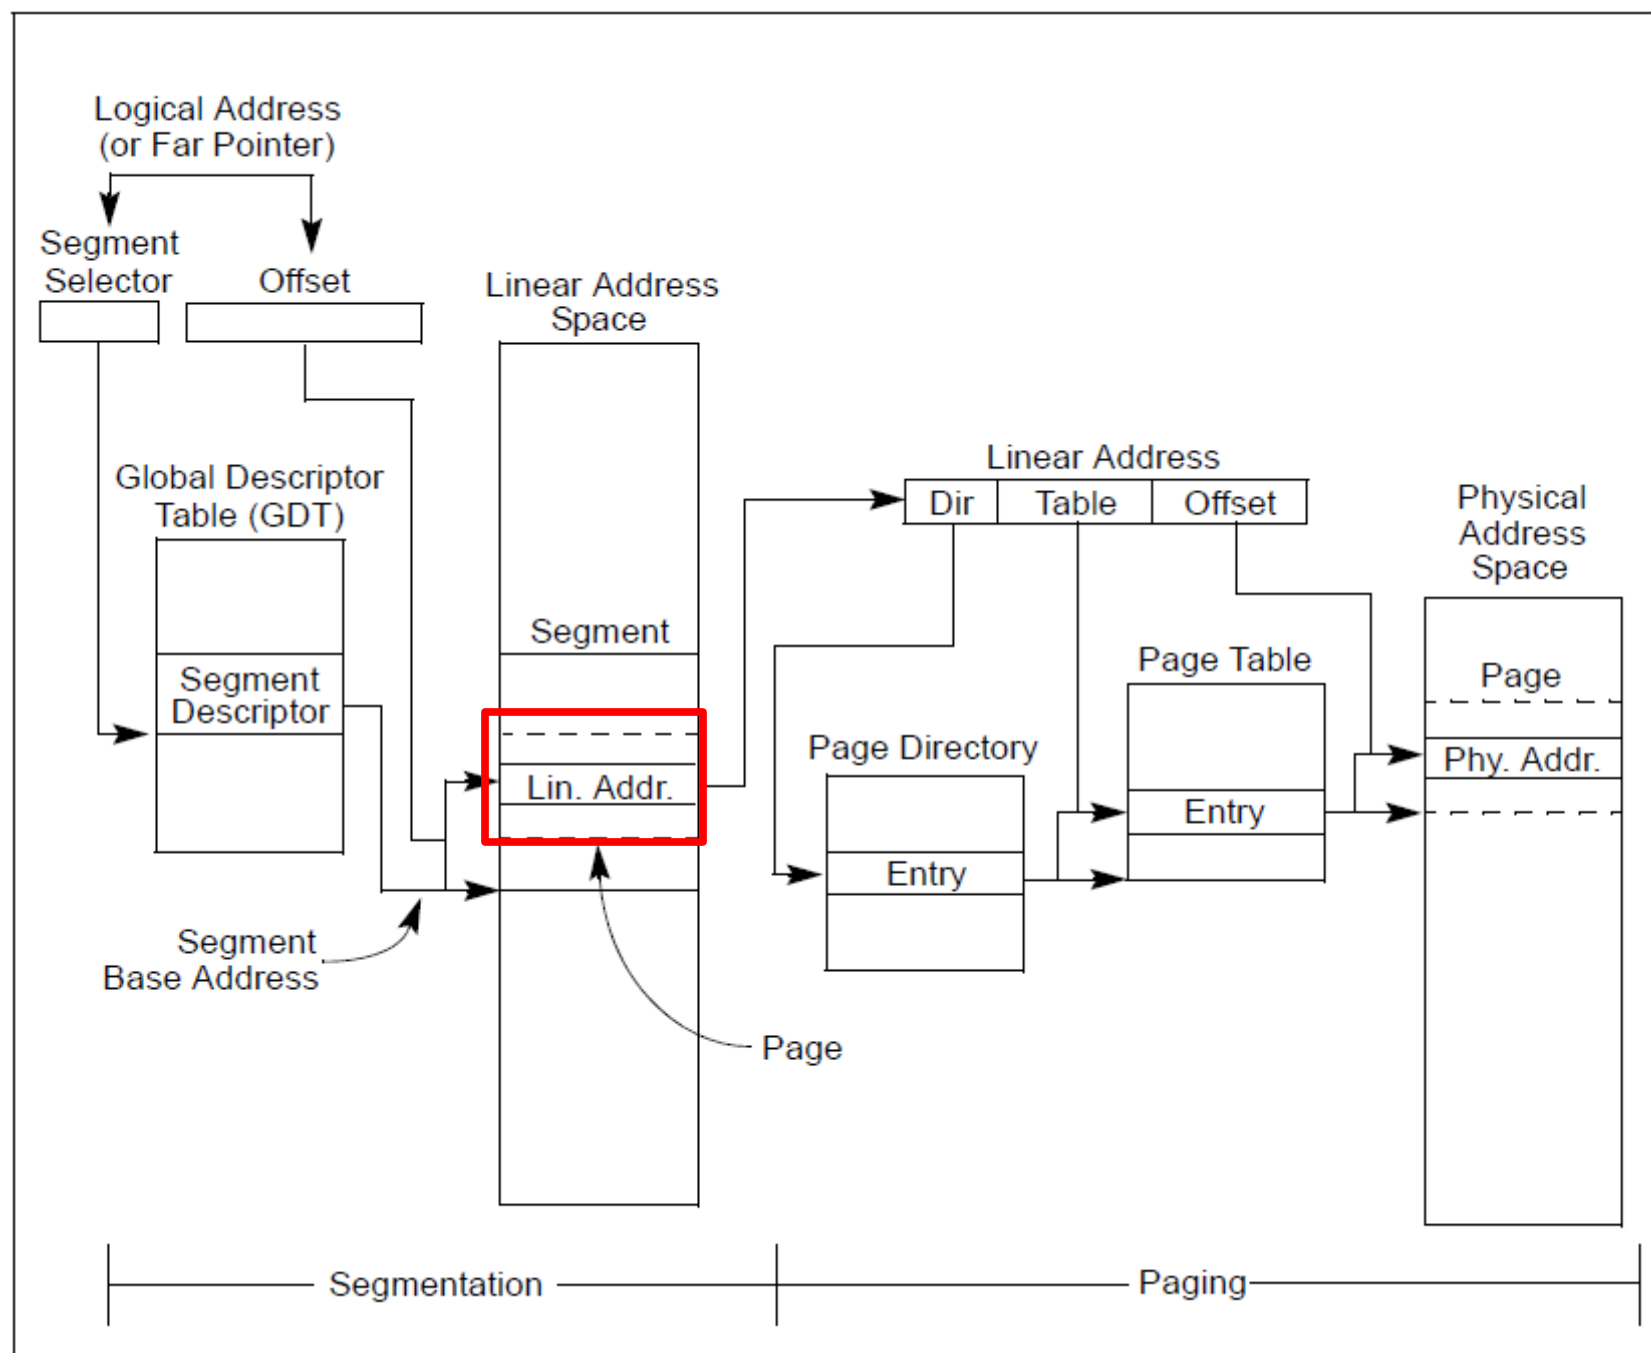 Logical Address
(or Far Pointer)
Segment
Selector
Offset
Linear Address
Space
Global Descriptor
Table (GDT)
Segment
Descriptor
Segment
Lin. Addr.
Segment
Base Address
Page
Linear Address
Dir
Table
Offset
Page Directory
Entry
Page Table
Entry
Physical
Address
Space
Page
Phy. Addr.
Segmentation
Paging